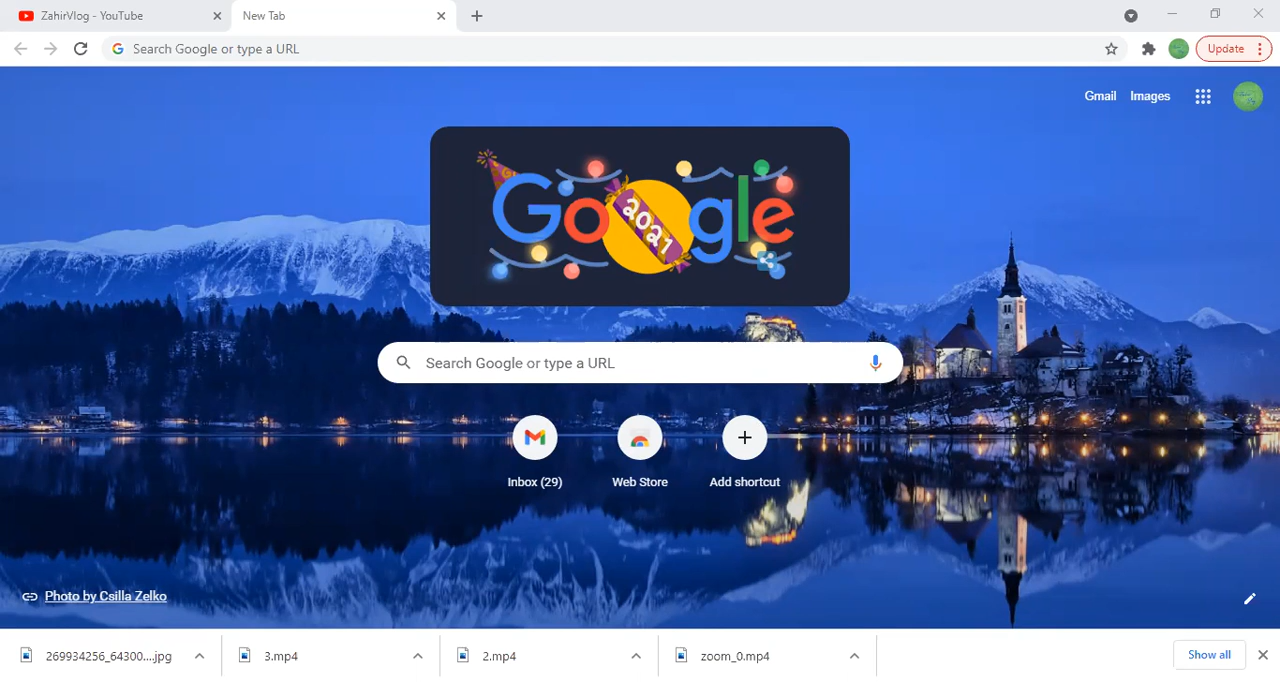 ZahirVlog - YouTube
New Tab
Search Google or type a URL
Update
Gmail Images
Google
2021
Search Google or type a URL
Inbox (29)
Web Store
Add shortcut
Photo by Csilla Zelko
269934256_64300....jpg
3.mp4
2.mp4
zoom_0.mp4
Show all